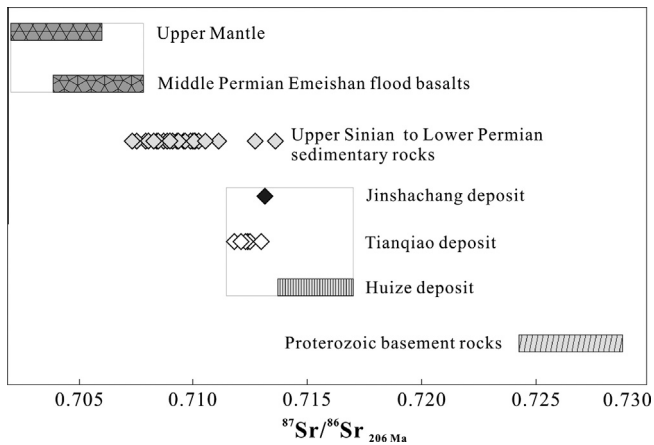 Upper Mantle
Middle Permian Emeishan flood basalts
Upper Sinian to Lower Permian
sedimentary rocks
Jinshachang deposit
Tianqiao deposit
Huize deposit
Proterozoic basement rocks
0.705 0.710 0.715 0.720 0.725 0.730
87Sr/86Sr 206 Ma